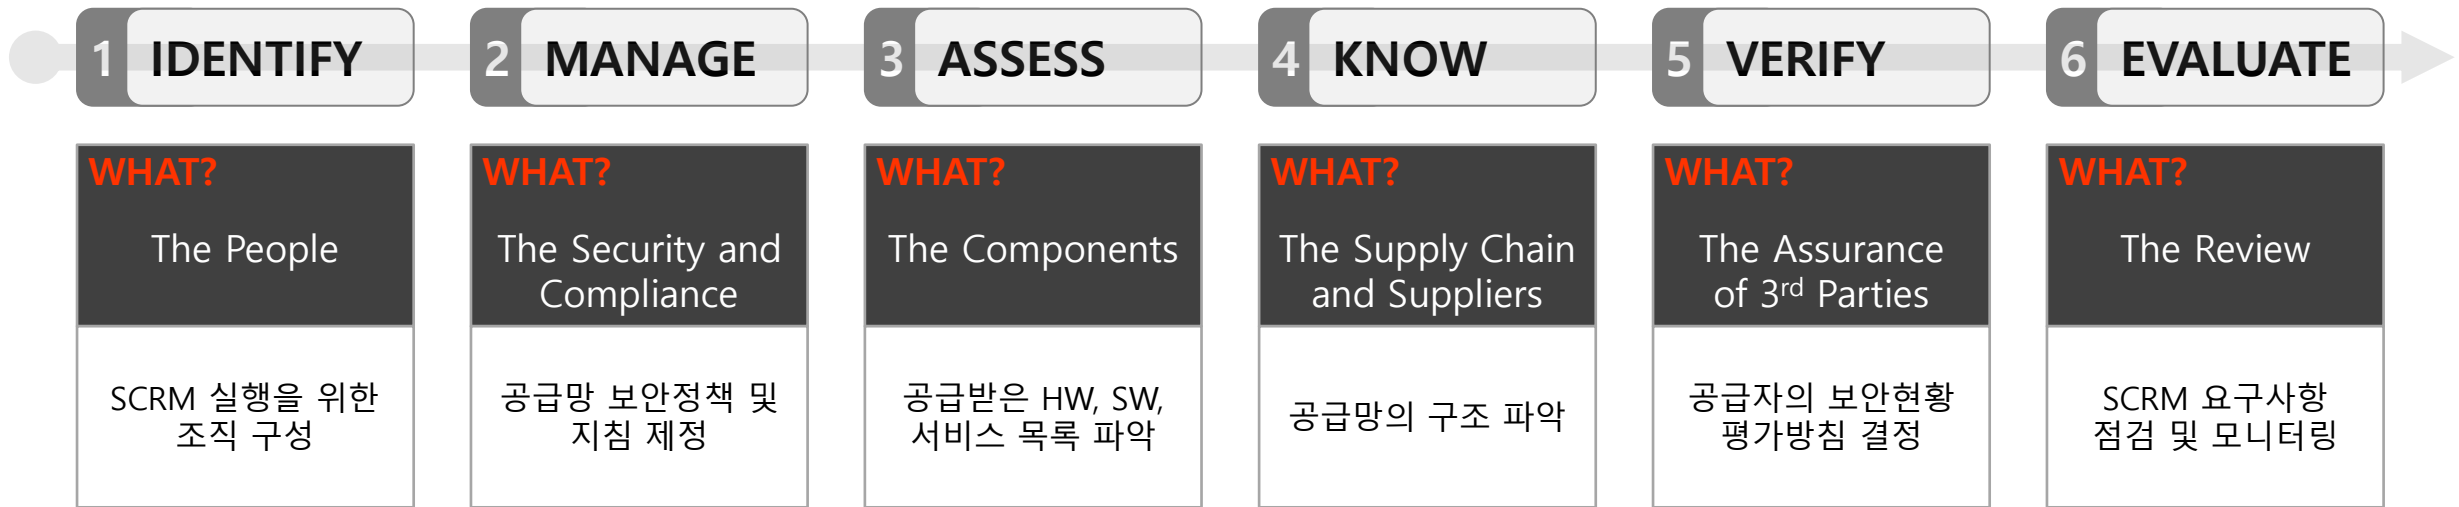 1 IDENTIFY
2 MANAGE
3 ASSESS
4 KNOW
5 VERIFY
6 EVALUATE
WHAT?
The People
SCRM 실행을 위한
조직 구성
WHAT?
The Security and
Compliance
공급망 보안정책 및
지침 제정
WHAT?
The Components
공급받은 HW, SW,
서비스 목록 파악
WHAT?
The Supply Chain
and Suppliers
공급망의 구조 파악
WHAT?
The Assurance
of 3rd Parties
공급자의 보안현황
평가방침 결정
WHAT?
The Review
SCRM 요구사항
점검 및 모니터링